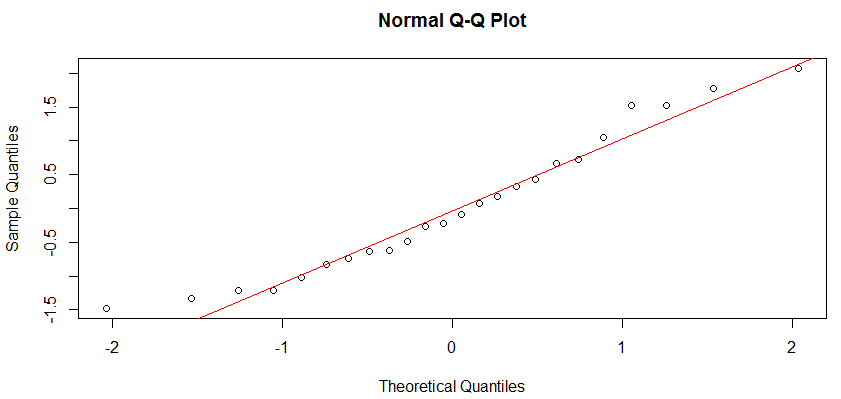 Normal Q-Q Plot
Sample Quantiles
1.5
0.5
-0.5
-1.5
-2 -1 0 1 2
Theoretical Quantiles